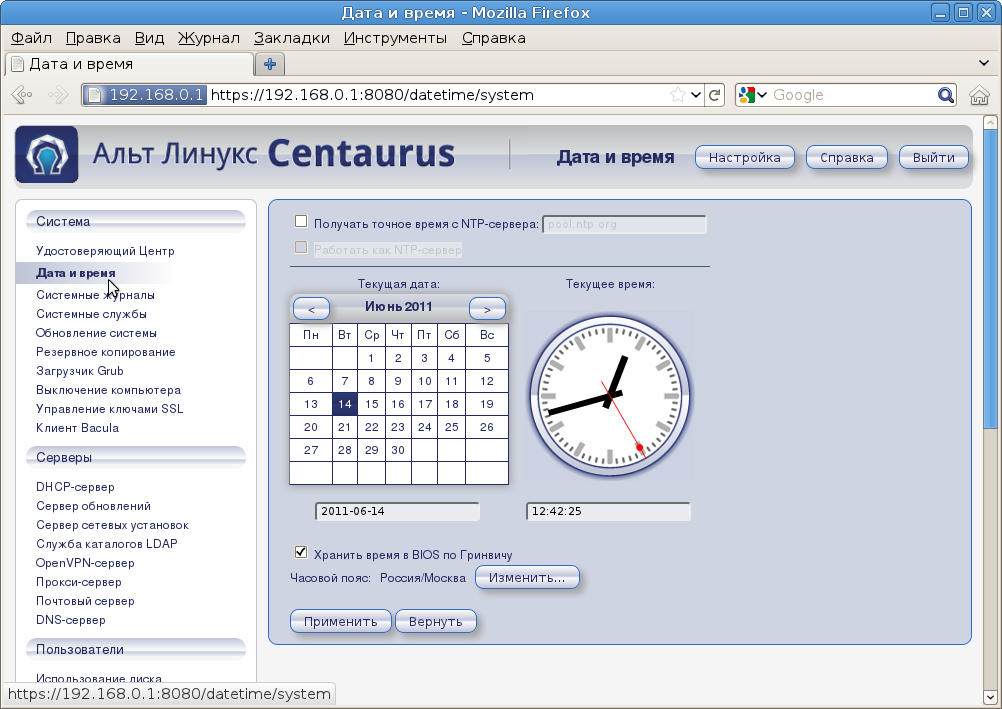 Дата и время - Mozilla Firefox
Файл Правка Вид Журнал Закладки Инструменты Справка
Дата и время
192.168.0.1 https://192.168.0.1:8080/datetime/system Google
Альт Линукс Centaurus Дата и время Настройка Справка Выйти
Система
Удостоверяющий Центр
Дата и время
Системные журналы
Системные службы
Обновление системы
Резервное копирование
Загрузчик Grub
Выключение компьютера
Управление ключами SSL
Клиент Bacula
Серверы
DHCP-сервер
Сервер обновлений
Сервер сетевых установок
Служба каталогов LDAP
OpenVPN-сервер
Прокси-сервер
Почтовый сервер
DNS-сервер
Пользователи
Использование диска
https://192.168.0.1:8080/datetime/system
Получать точное время с NTP-сервера: pool.ntp.org
Работать как NTP-сервер
Текущая дата: Текущее время:
< Июнь 2011 >
Пн Вт Ср Чт Пт Сб Вс
1 2 3 4 5
6 7 8 9 10 11 12
13 14 15 16 17 18 19
20 21 22 23 24 25 26
27 28 29 30
2011-06-14 12:42:25
Хранить время в BIOS по Гринвичу
Часовой пояс: Россия/Москва Изменить...
Применить Вернуть